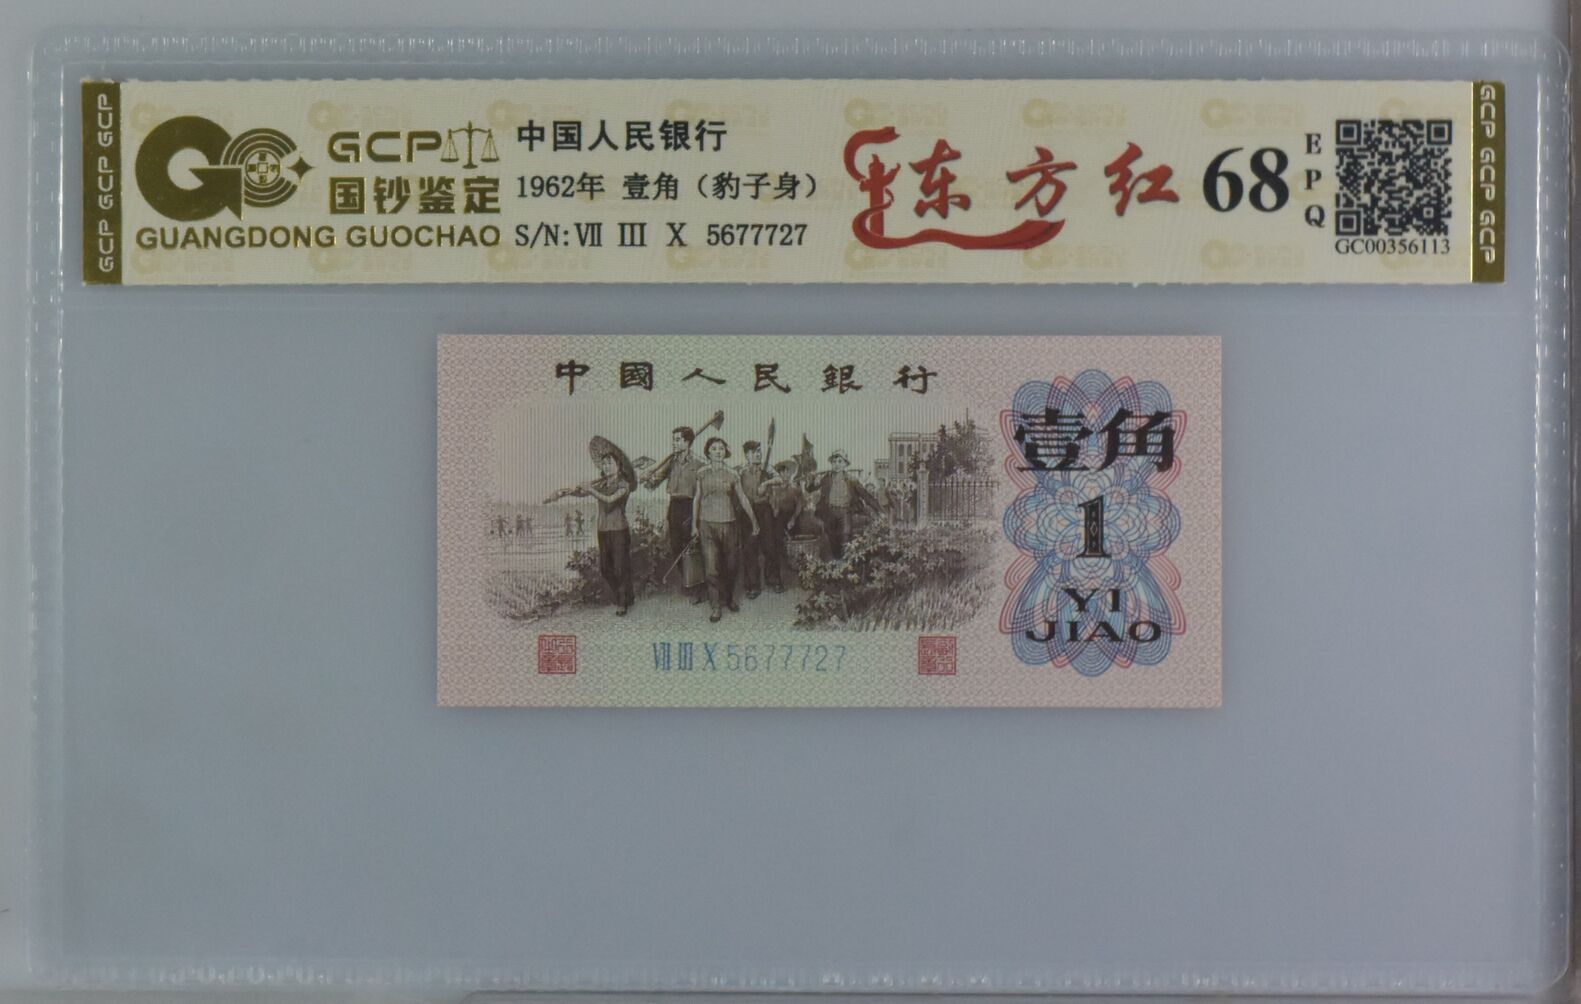 GCP GCP GCP
GCP
国钞鉴定
GUANGDONG GUOCHAO
中国人民银行
1962年 壹角（豹子身）
S/N:Ⅶ Ⅲ Ⅹ 5677727
东方红
68
EPQ
GC00356113
GCP GCP GCP
中國人民銀行
壹角
1
YI
JIAO
Ⅶ Ⅲ Ⅹ 5677727